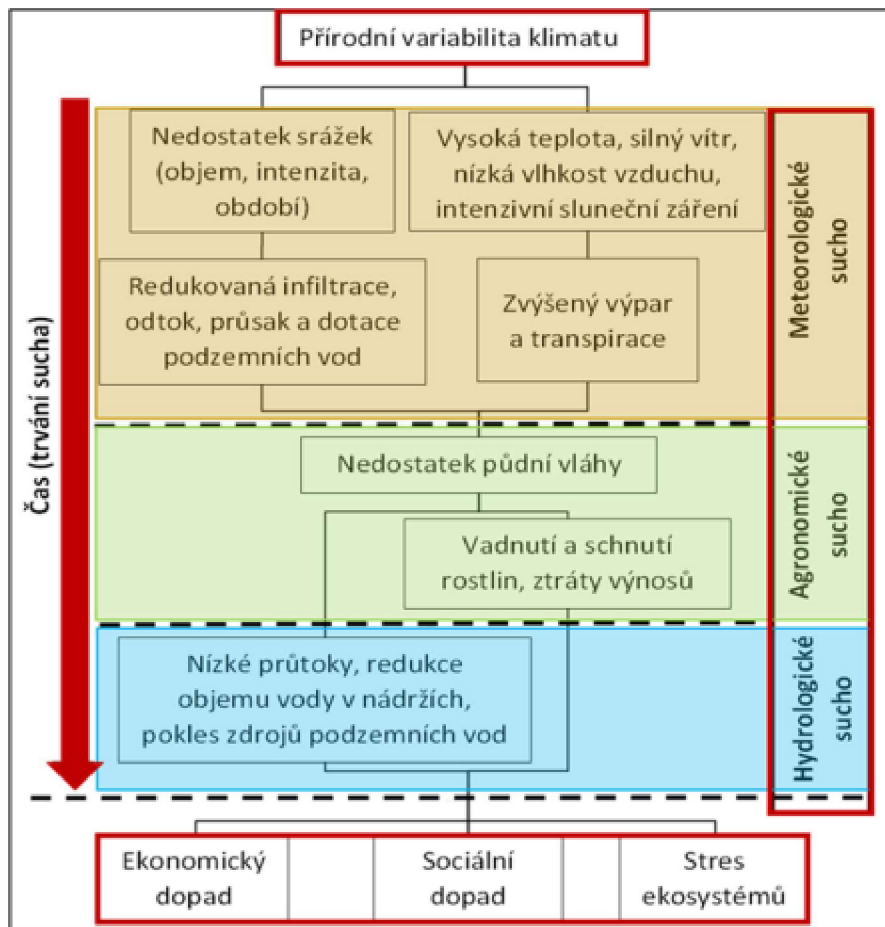 Přírodní variabilita klimatu
Čas (trvání sucha)
Nedostatek srážek
(objem, intenzita,
období)
Vysoká teplota, silný vítr,
nízká vlhkost vzduchu,
intenzivní sluneční záření
Redukovaná infiltrace,
odtok, průsak a dotace
podzemních vod
Zvýšený výpar
a transpirace
Meteorologické
sucho
Nedostatek půdní vláhy
Vadnutí a schnutí
rostlin, ztráty výnosů
Agronomické
sucho
Nízké průtoky, redukce
objemu vody v nádržích,
pokles zdrojů podzemních vod
Hydrologické
sucho
Ekonomický
dopad
Sociální
dopad
Stres
ekosystémů